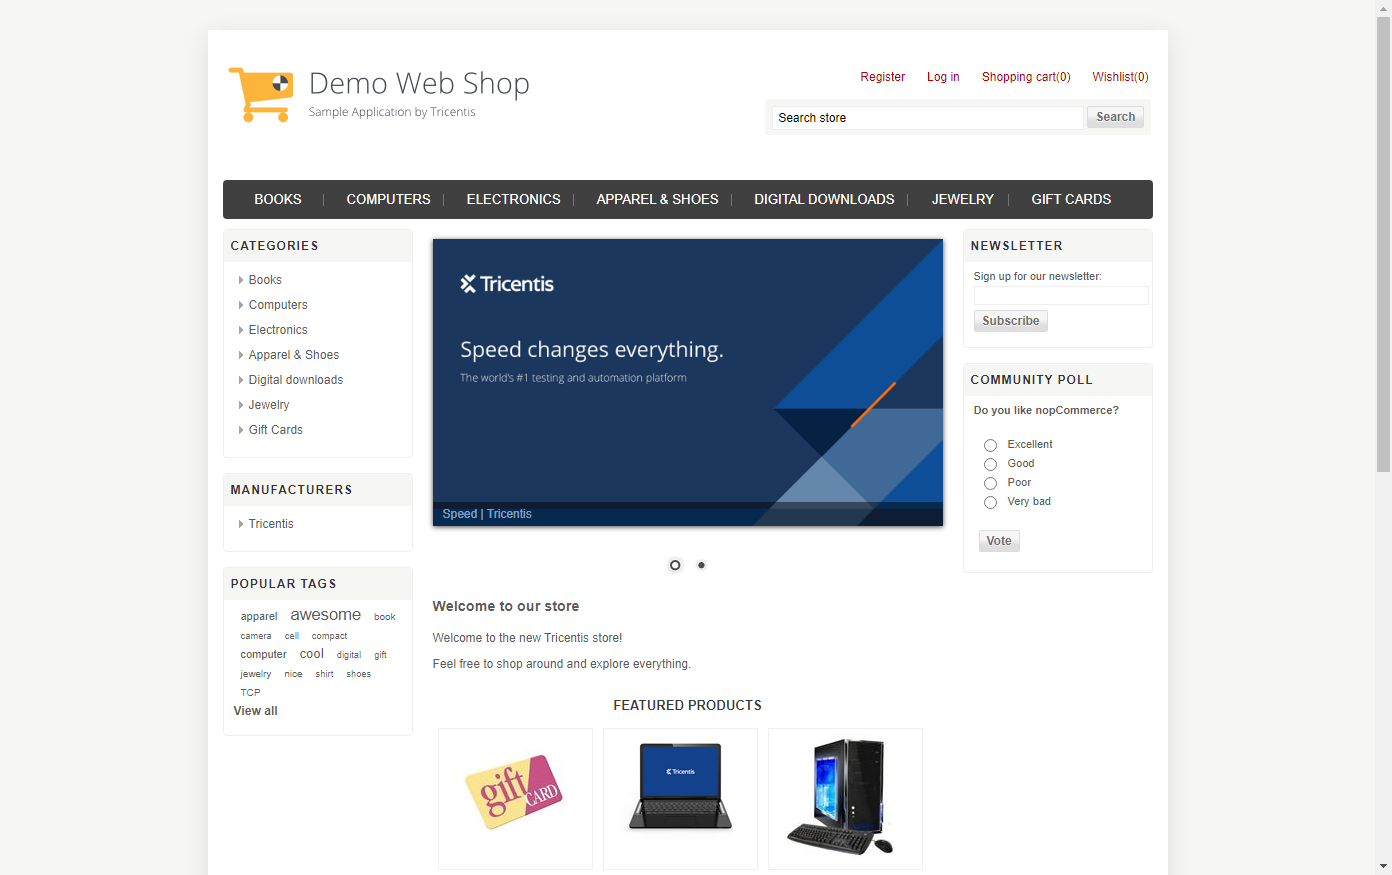 Demo Web Shop
Sample Application by Tricentis
Register Log in Shopping cart(0) Wishlist(0)
Search store Search
BOOKS COMPUTERS ELECTRONICS APPAREL & SHOES DIGITAL DOWNLOADS JEWELRY GIFT CARDS
CATEGORIES
Books
Computers
Electronics
Apparel & Shoes
Digital downloads
Jewelry
Gift Cards
MANUFACTURERS
Tricentis
POPULAR TAGS
apparel awesome book
camera cell compact
computer cool digital gift
jewelry nice shirt shoes
TCP
View all
Tricentis
Speed changes everything.
The world's #1 testing and automation platform
Speed | Tricentis
Welcome to our store
Welcome to the new Tricentis store!
Feel free to shop around and explore everything.
FEATURED PRODUCTS
gift CARD
Tricentis
NEWSLETTER
Sign up for our newsletter:
Subscribe
COMMUNITY POLL
Do you like nopCommerce?
Excellent
Good
Poor
Very bad
Vote